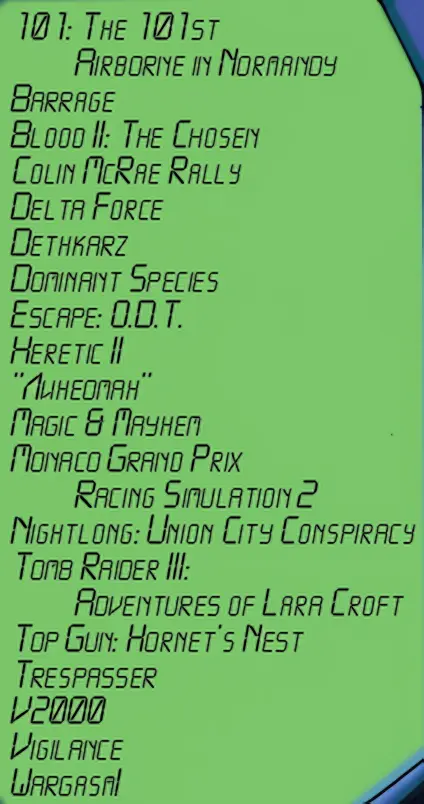 101: The 101st
Airborne in Normandy
Barrage
Blood II: The Chosen
Colin McRae Rally
Delta Force
Dethkarz
Dominant Species
Escape: O.D.T.
Heretic II
"Линеоман"
Magic & Mayhem
Monaco Grand Prix
Racing Simulation 2
Nightlong: Union City Conspiracy
Tomb Raider III:
Adventures of Lara Croft
Top Gun: Hornet's Nest
Trespasser
V2000
Vigilance
Wargasm